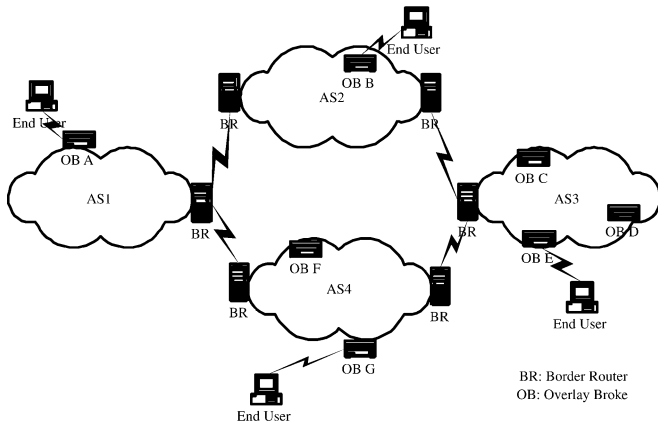 End User
OB B
AS2
BR
BR
End User
OB A
AS1
BR
OB C
AS3
BR
OB D
OB E
OB F
AS4
BR
BR
End User
OB G
End User
BR: Border Router
OB: Overlay Broke